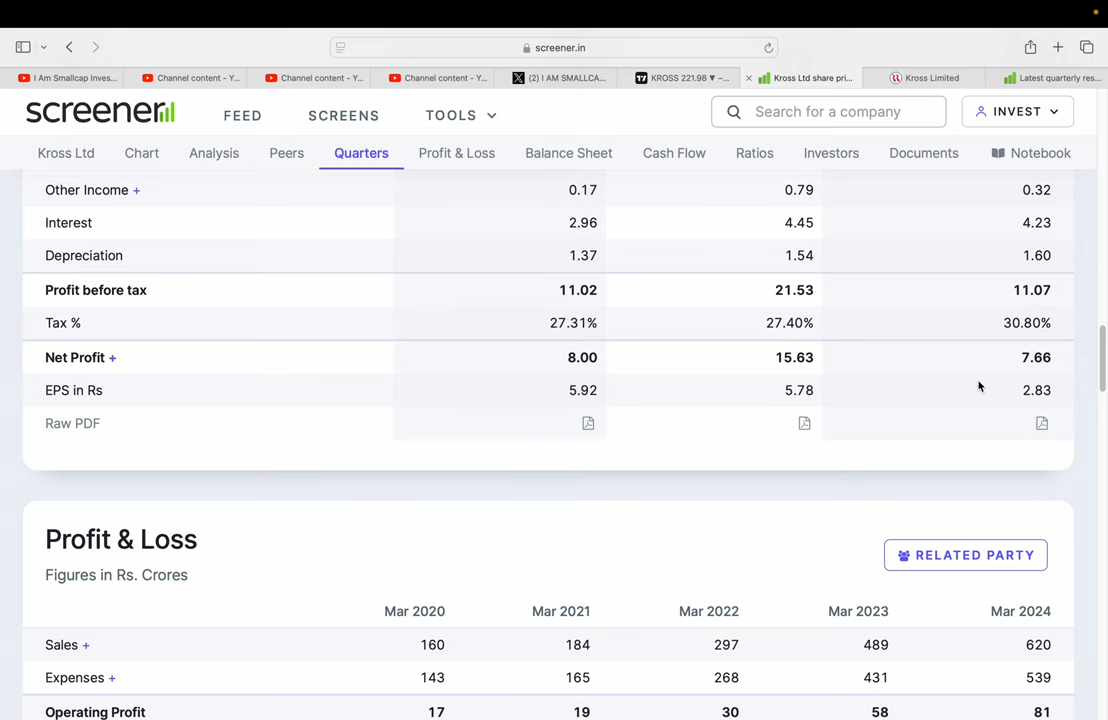 screener.in
I Am Smallcap Inves...
Channel content - Y...
Channel content - Y...
Channel content - Y...
(2) I AM SMALLCA...
KROSS 221.98 ▼ –...
Kross Ltd share pri...
Kross Limited
Latest quarterly res...
screener
FEED
SCREENS
TOOLS
Search for a company
INVEST
Kross Ltd
Chart
Analysis
Peers
Quarters
Profit & Loss
Balance Sheet
Cash Flow
Ratios
Investors
Documents
Notebook
Other Income + 0.17 0.79 0.32
Interest 2.96 4.45 4.23
Depreciation 1.37 1.54 1.60
Profit before tax 11.02 21.53 11.07
Tax % 27.31% 27.40% 30.80%
Net Profit + 8.00 15.63 7.66
EPS in Rs 5.92 5.78 2.83
Raw PDF
Profit & Loss
RELATED PARTY
Figures in Rs. Crores
Mar 2020 Mar 2021 Mar 2022 Mar 2023 Mar 2024
Sales + 160 184 297 489 620
Expenses + 143 165 268 431 539
Operating Profit 17 19 30 58 81